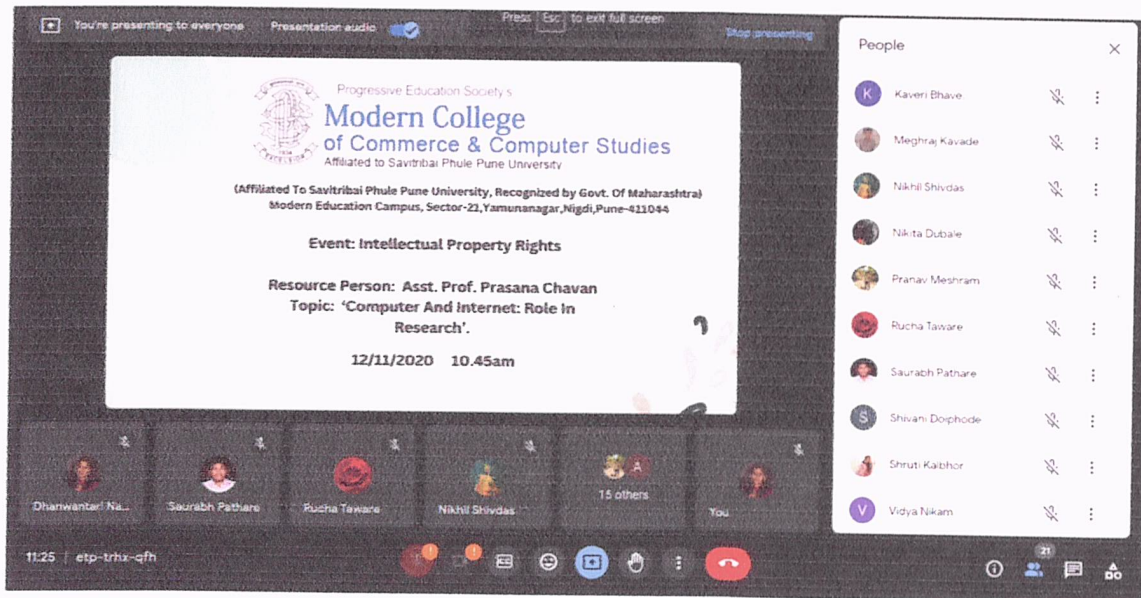 You're presenting to everyone Presentation audio
Press Esc to exit full screen
Stop presenting
Progressive Education Society's
Modern College
of Commerce & Computer Studies
Affiliated to Savitribai Phule Pune University
(Affiliated To Savitribai Phule Pune University, Recognized by Govt. Of Maharashtra)
Modern Education Campus, Sector-21,Yamunanagar,Nigdi,Pune-411044
Event: Intellectual Property Rights
Resource Person: Asst. Prof. Prasana Chavan
Topic: 'Computer And Internet: Role In
Research'.
12/11/2020 10.45am
Dhanwantari Na...
Saurabh Pathare
Rucha Taware
Nikhil Shivdas
A
15 others
You
11:25 | etp-trhx-qfh
21
People
K Kaveri Bhave
Meghraj Kavade
Nikhil Shivdas
Nikita Dubale
Pranav Meshram
Rucha Taware
Saurabh Pathare
S Shivani Doiphode
Shruti Kalbhor
V Vidya Nikam